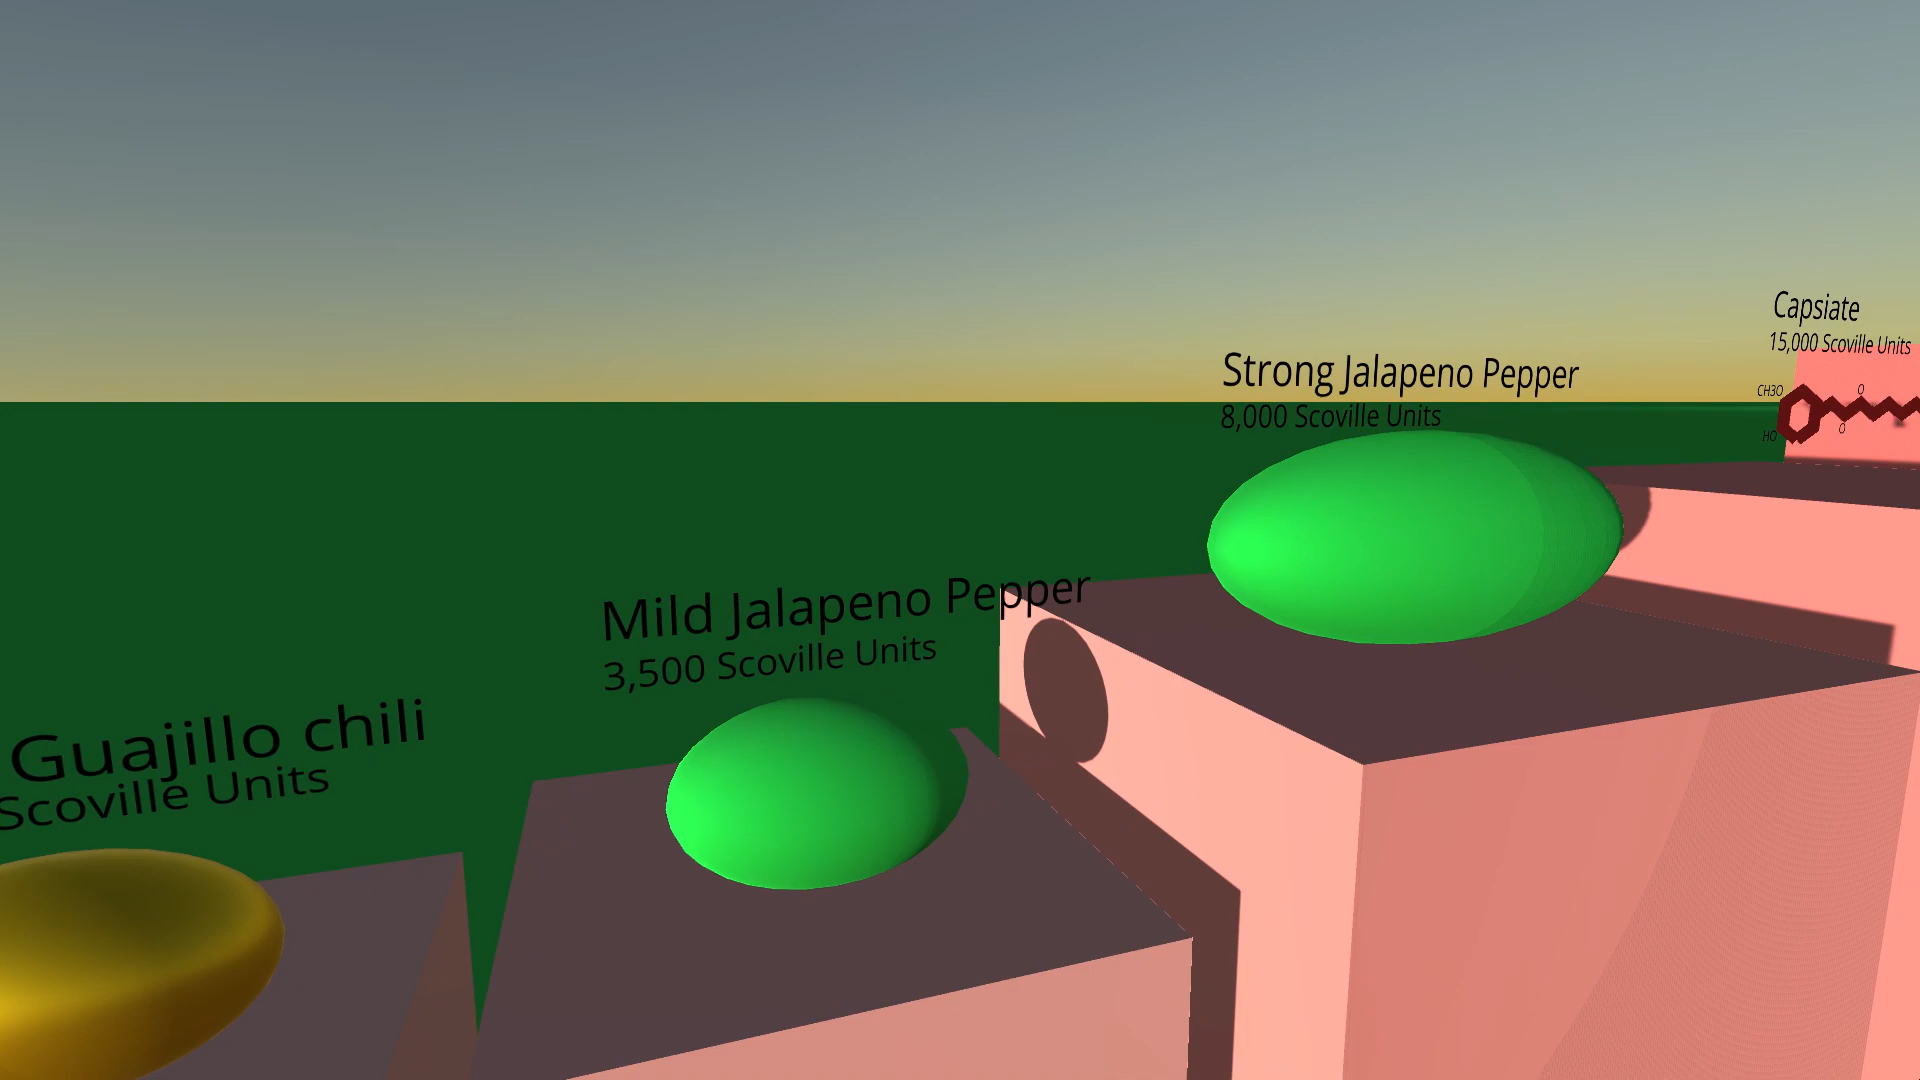 Guajillo chili
Scoville Units
Mild Jalapeno Pepper
3,500 Scoville Units
Strong Jalapeno Pepper
8,000 Scoville Units
Capsiate
15,000 Scoville Units
CH3O
O
O
HO